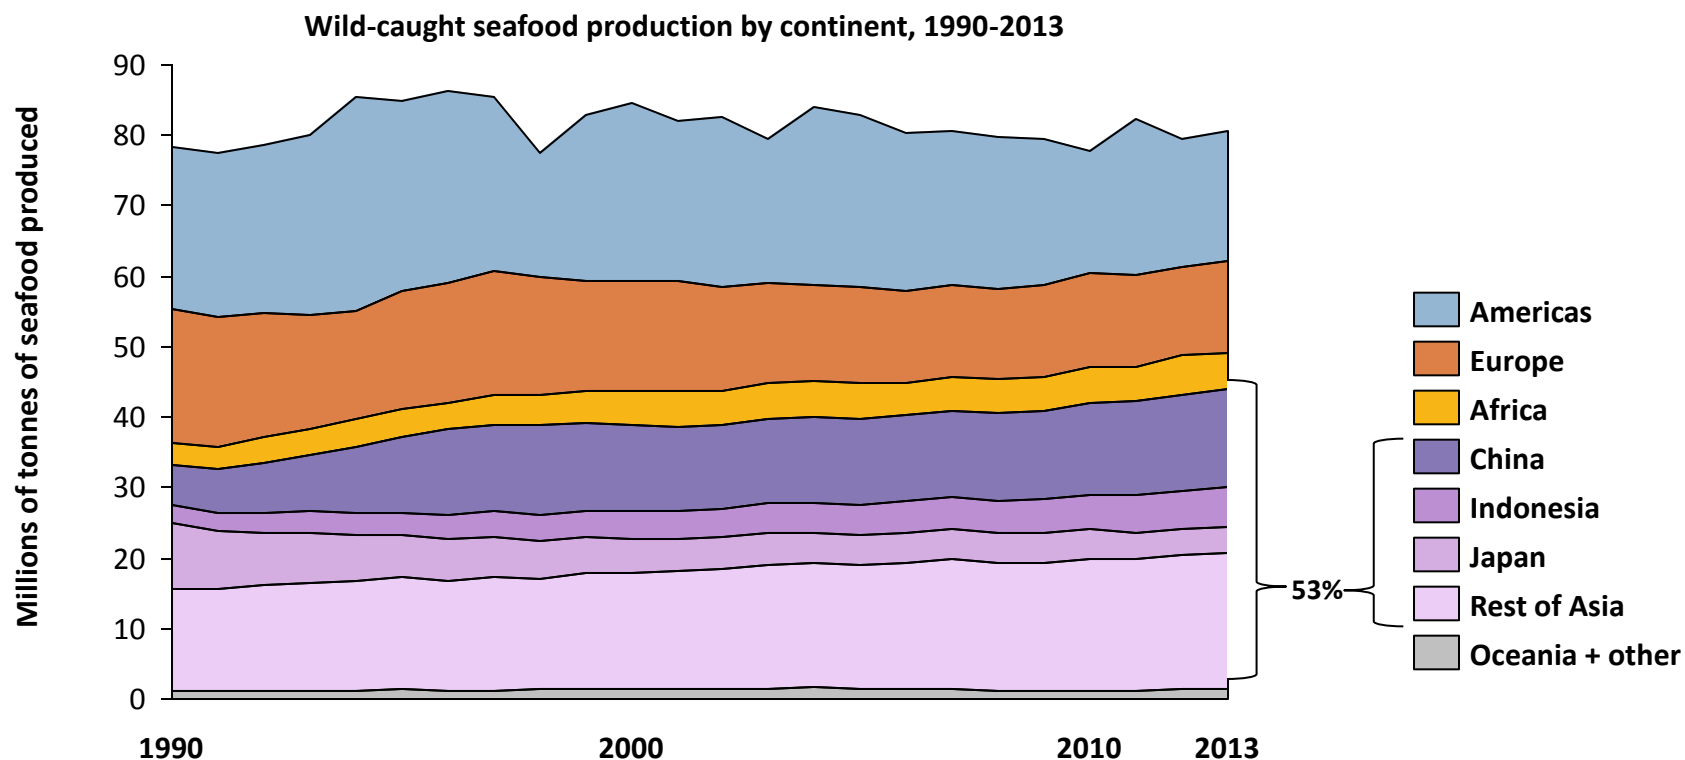 Wild-caught seafood production by continent, 1990-2013
Millions of tonnes of seafood produced
90
80
70
60
50
40
30
20
10
0
1990
2000
2010
2013
53%
Americas
Europe
Africa
China
Indonesia
Japan
Rest of Asia
Oceania + other